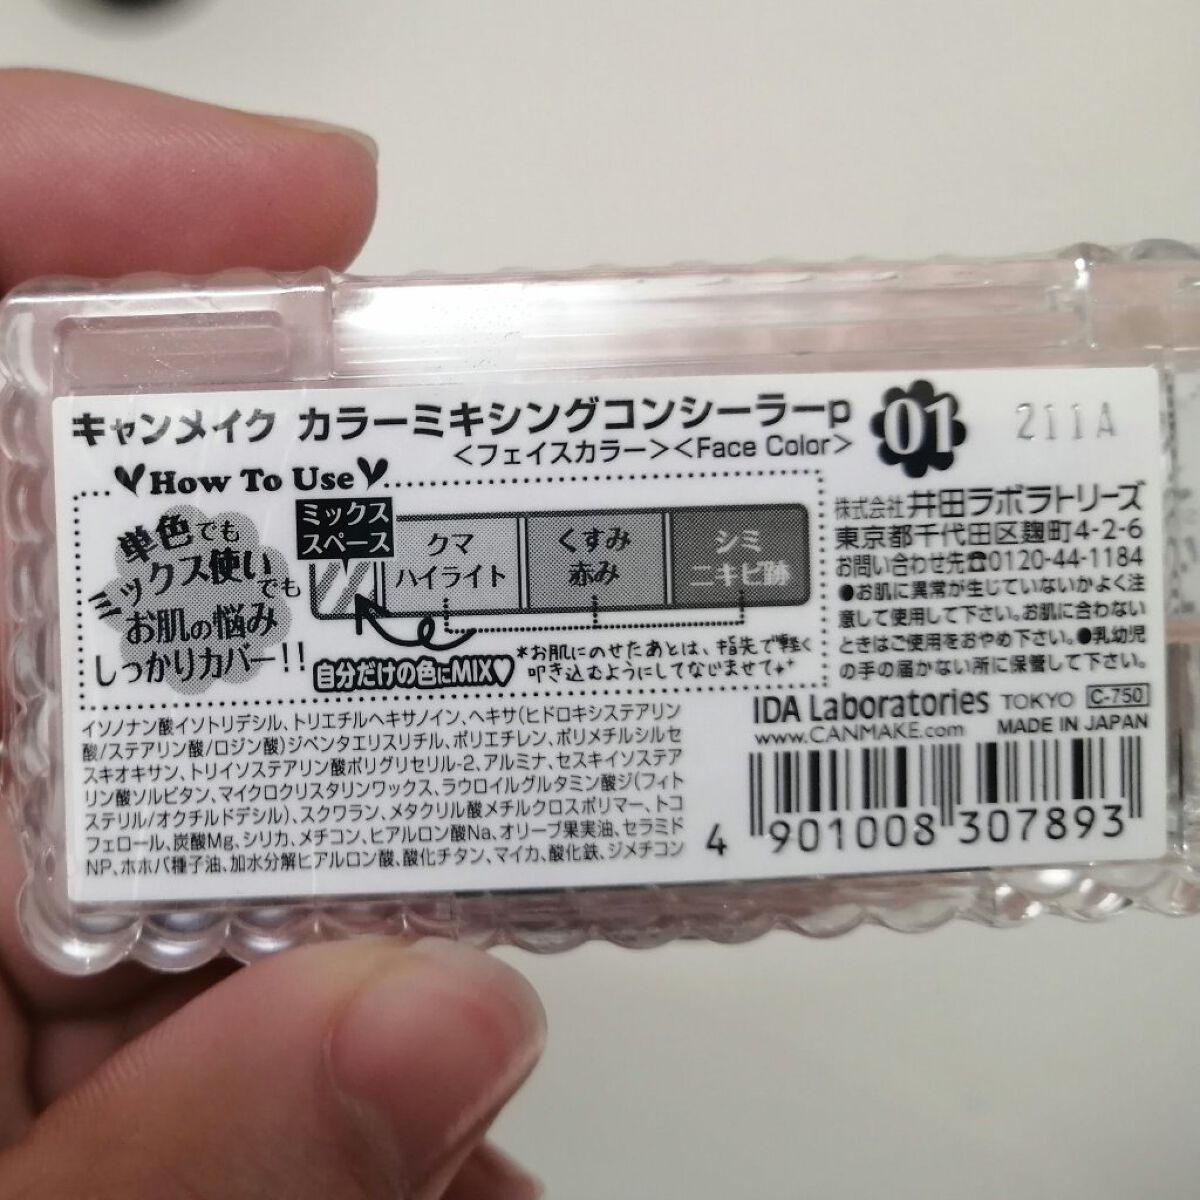 キャンメイク カラーミキシングコンシーラーp
<フェイスカラー><Face Color>
01
211A
How To Use
単色でも
ミックス使いでも
お肌の悩み
しっかりカバー!!
ミックス
スペース
クマ
ハイライト
くすみ
赤み
シミ
ニキビ跡
自分だけの色にMIX♥
*お肌にのせたあとは、指先で軽く
叩き込むようにしてなじませて
株式会社 井田ラボラトリーズ
東京都千代田区麹町4-2-6
お問い合わせ先☎0120-44-1184
●お肌に異常が生じていないかよく注
意して使用して下さい。お肌に合わない
ときはご使用をおやめ下さい。●乳幼児
の手の届かない所に保管して下さい。
IDA Laboratories TOKYO C-750
www.CANMAKE.com MADE IN JAPAN
イソノナン酸イソトリデシル、トリエチルヘキサノイン、ヘキサ(ヒドロキシステアリン
酸/ステアリン酸/ロジン酸)ジペンタエリスリチル、ポリエチレン、ポリメチルシルセ
スキオキサン、トリイソステアリン酸ポリグリセリル-2、アルミナ、セスキイソステア
リン酸ソルビタン、マイクロクリスタリンワックス、ラウロイルグルタミン酸ジ(フィト
ステリル/オクチルドデシル)、スクワラン、メタクリル酸メチルクロスポリマー、トコ
フェロール、炭酸Mg、シリカ、メチコン、ヒアルロン酸Na、オリーブ果実油、セラミド
NP、ホホバ種子油、加水分解ヒアルロン酸、酸化チタン、マイカ、酸化鉄、ジメチコン
4 901008 307893